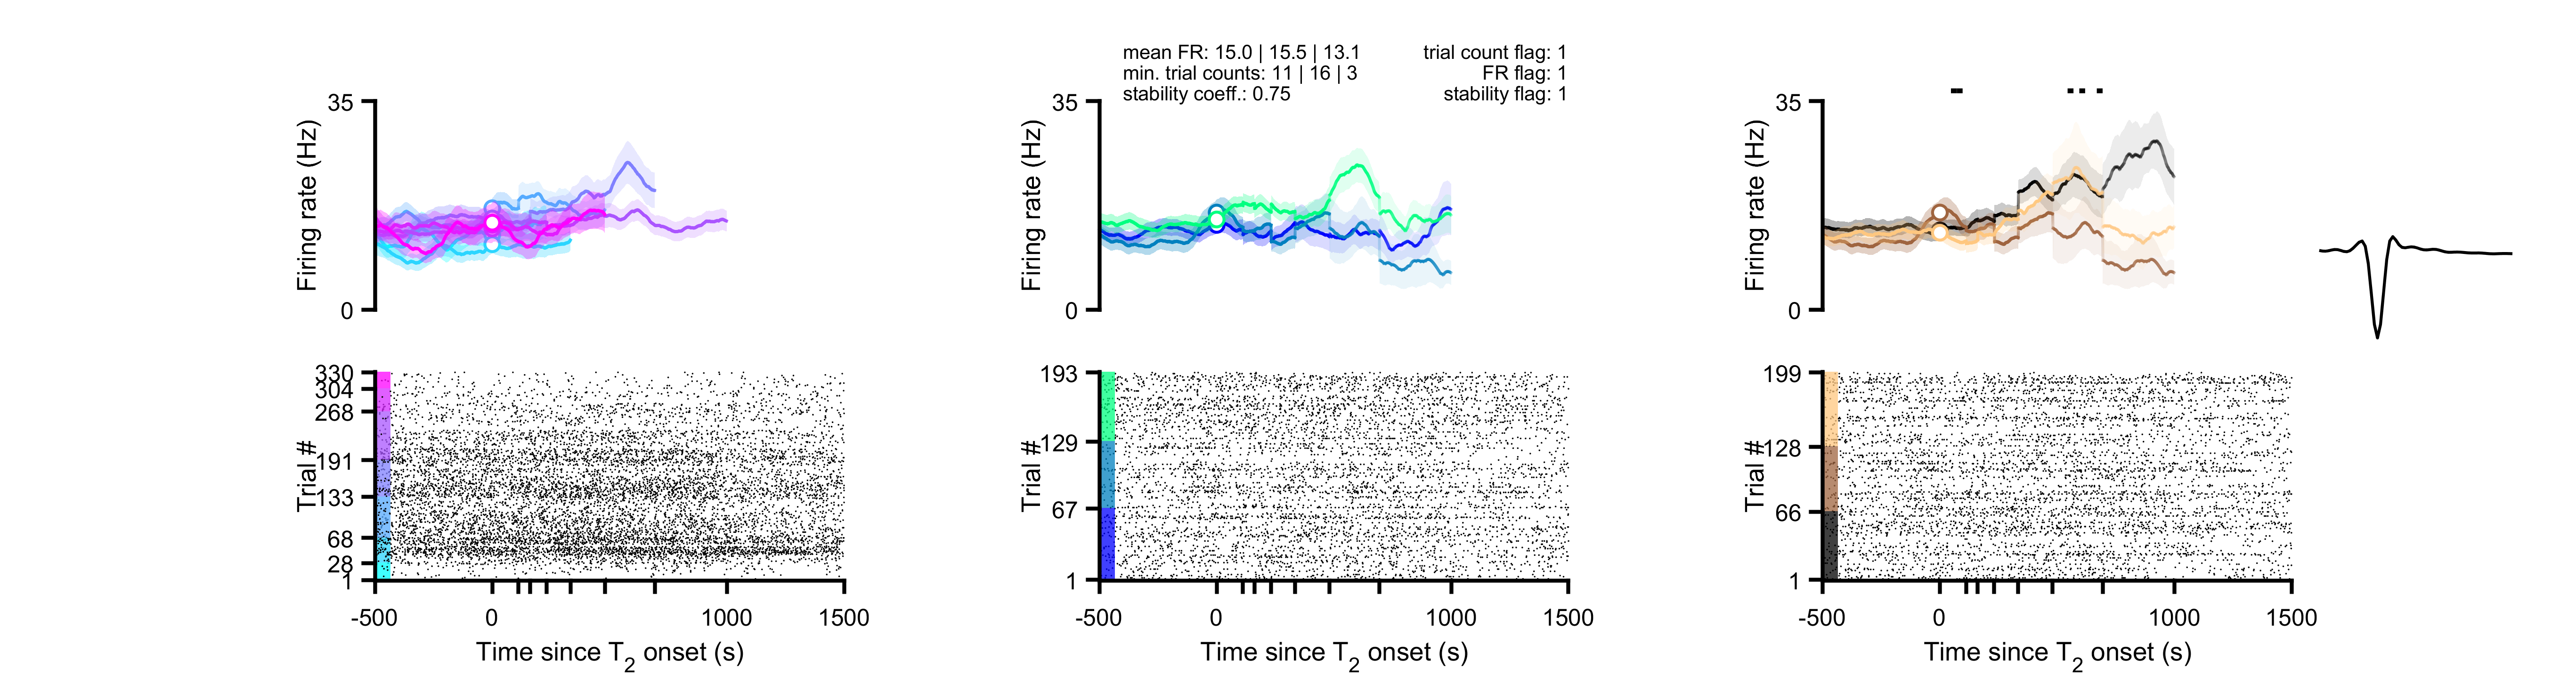 mean FR: 15.0 | 15.5 | 13.1
min. trial counts: 11 | 16 | 3
stability coeff.: 0.75
trial count flag: 1
FR flag: 1
stability flag: 1
35
Firing rate (Hz)
0
330
304
268
191
133
68
28
1
Trial #
-500
0
1000
1500
Time since T2 onset (s)
35
Firing rate (Hz)
0
193
129
67
1
Trial #
-500
0
1000
1500
Time since T2 onset (s)
35
Firing rate (Hz)
0
199
128
66
1
Trial #
-500
0
1000
1500
Time since T2 onset (s)